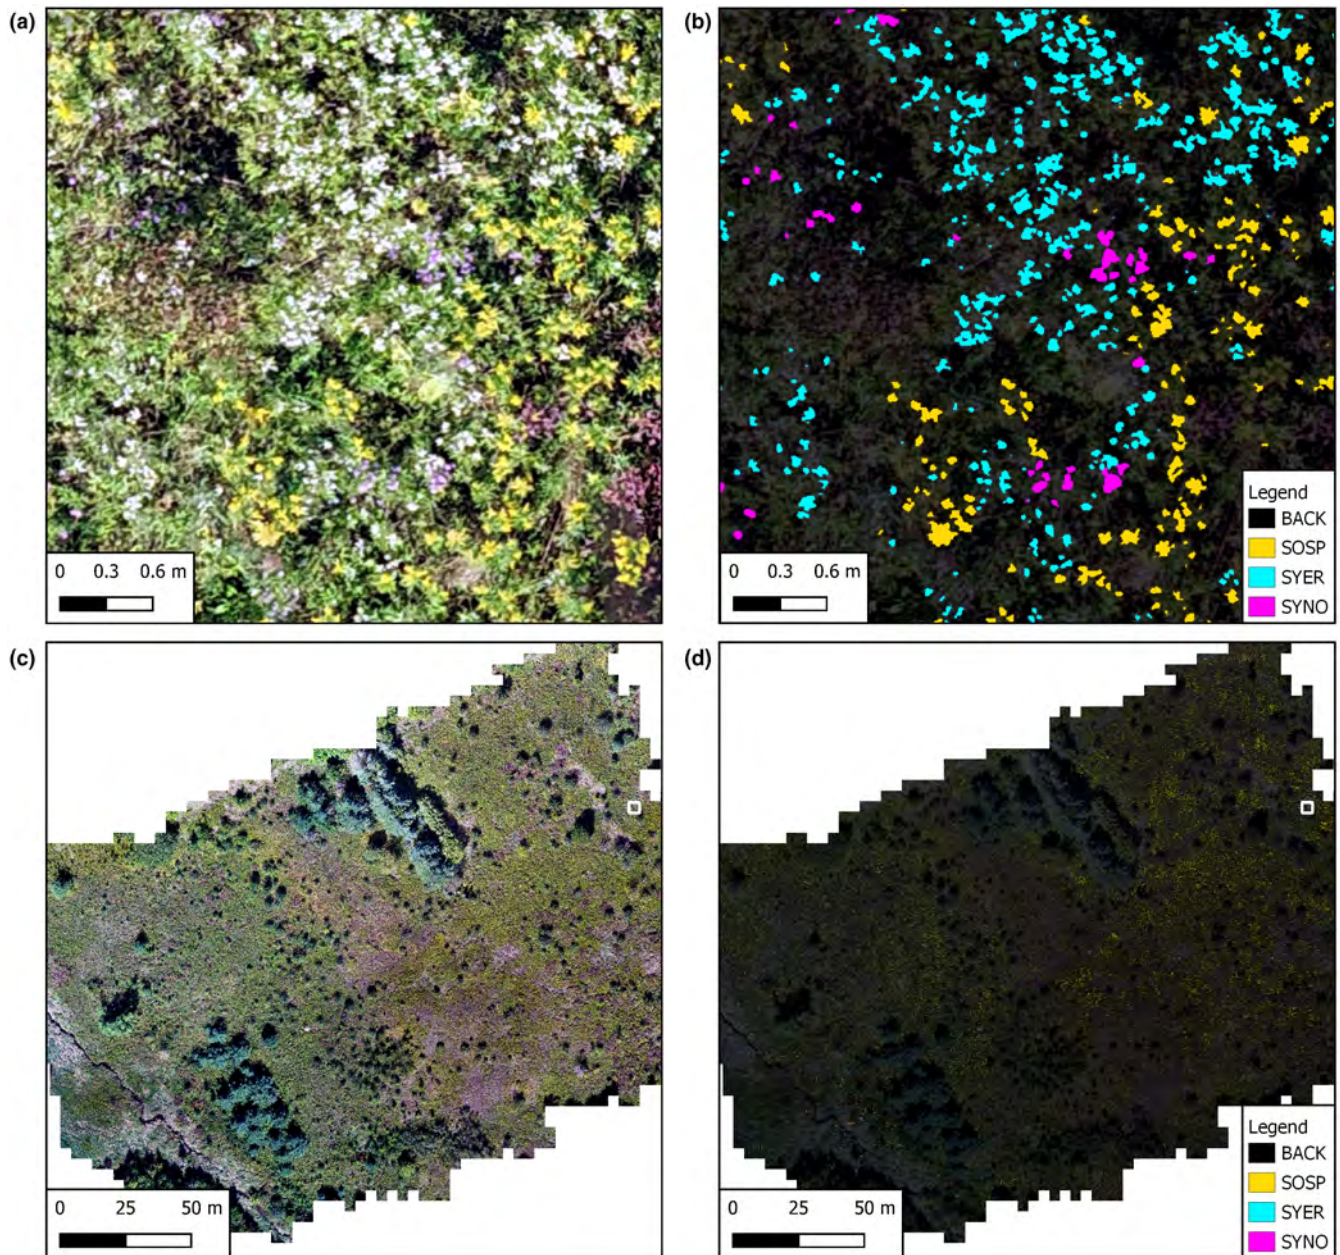 (a)
0 0.3 0.6 m
(b)
0 0.3 0.6 m
Legend
BACK
SOSP
SYER
SYNO
(c)
0 25 50 m
(d)
0 25 50 m
Legend
BACK
SOSP
SYER
SYNO